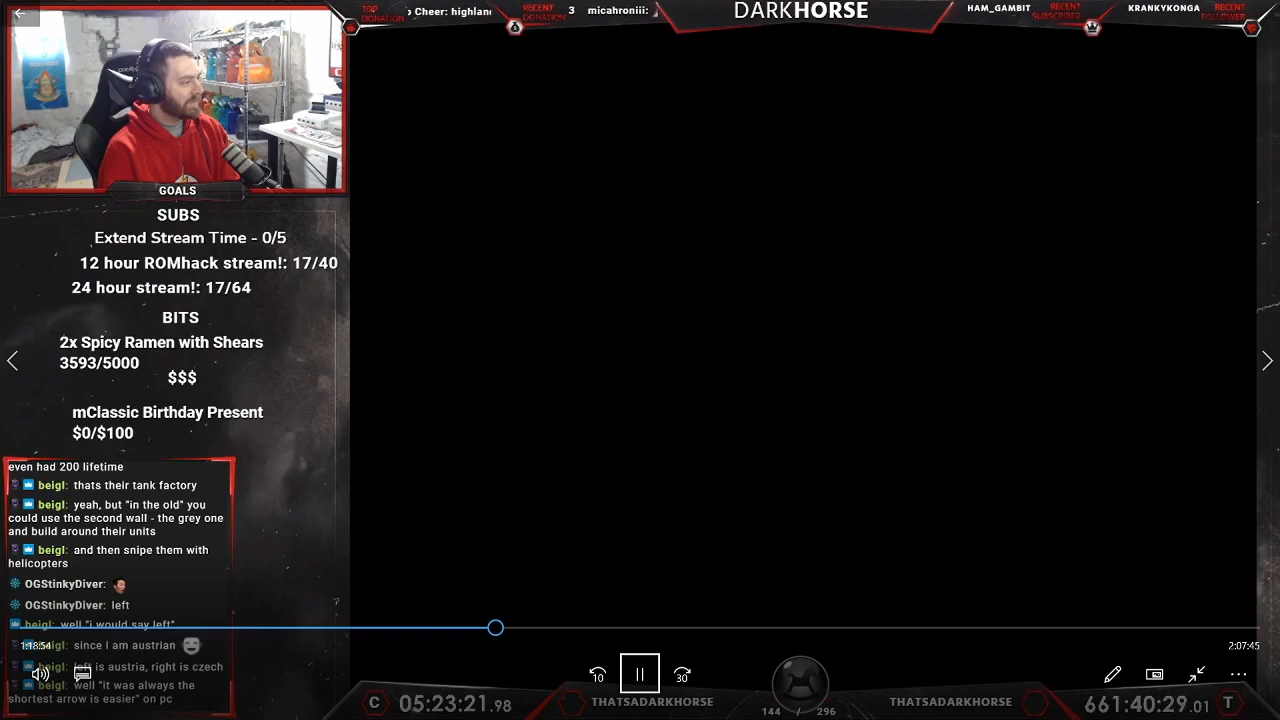 TOP DONATION
Cheer: highland
RECENT DONATION
3 micahroniii:
DARKHORSE
HAM_GAMBIT
RECENT SUBSCRIBER
KRANKYKONGA
RECENT FOLLOWER
GOALS
SUBS
Extend Stream Time - 0/5
12 hour ROMhack stream!: 17/40
24 hour stream!: 17/64
BITS
2x Spicy Ramen with Shears
3593/5000
$$$
mClassic Birthday Present
$0/$100
even had 200 lifetime
beigl: thats their tank factory
beigl: yeah, but "in the old" you
could use the second wall - the grey one
and build around their units
beigl: and then snipe them with
helicopters
OGStinkyDiver:
OGStinkyDiver: left
beigl: well "i would say left"
beigl: since i am austrian
beigl: left is austria, right is czech
beigl: well "it was always the
shortest arrow is easier" on pc
1:18:54
2:07:45
10
30
C 05:23:21.98
THATSADARKHORSE
144 / 296
THATSADARKHORSE
661:40:29.01 T